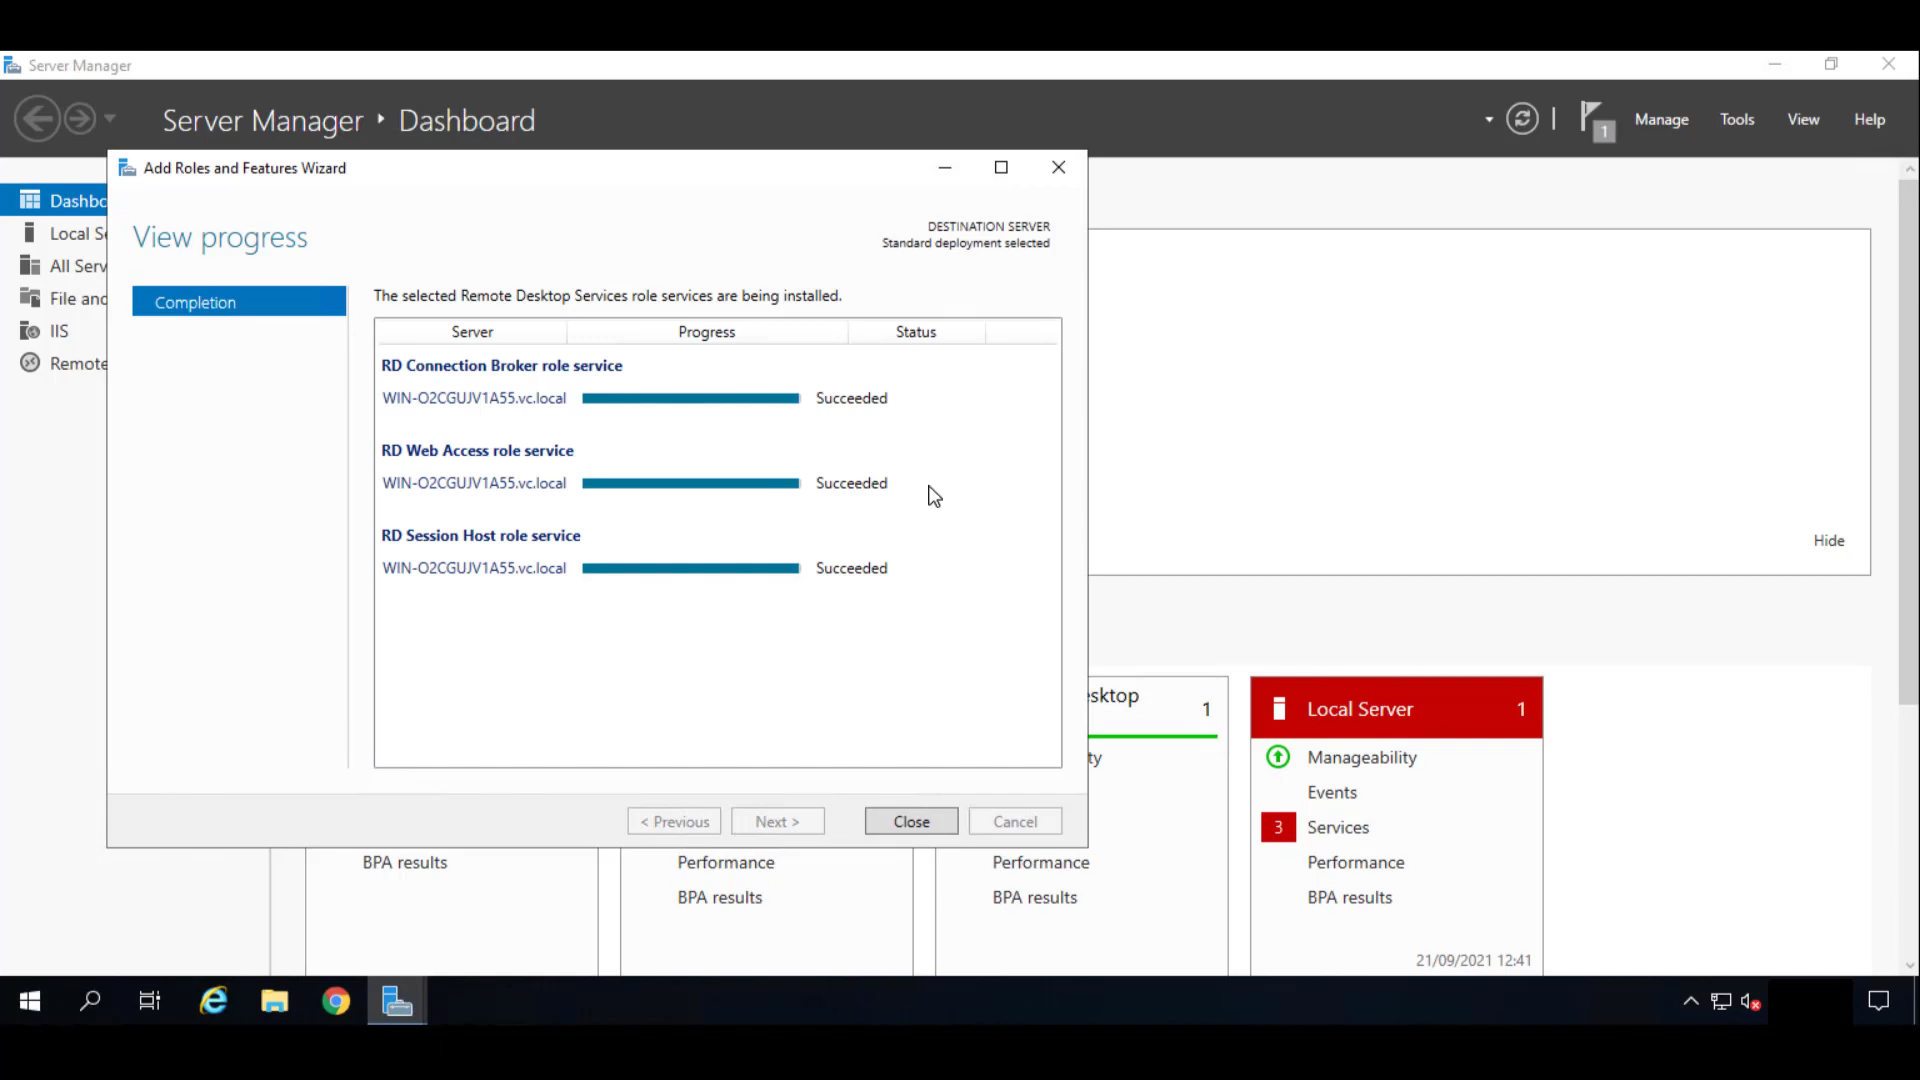 Server Manager
Server Manager ‣ Dashboard
1
Manage
Tools
View
Help
Add Roles and Features Wizard
View progress
DESTINATION SERVER
Standard deployment selected
Dashbo
Local Se
All Serv
File and
IIS
Remote
Completion
The selected Remote Desktop Services role services are being installed.
Server
Progress
Status
RD Connection Broker role service
WIN-O2CGUJV1A55.vc.local
Succeeded
RD Web Access role service
WIN-O2CGUJV1A55.vc.local
Succeeded
RD Session Host role service
WIN-O2CGUJV1A55.vc.local
Succeeded
Hide
< Previous
Next >
Close
Cancel
sktop
1
ty
Local Server
1
Manageability
Events
3
Services
Performance
BPA results
21/09/2021 12:41
BPA results
Performance
BPA results
Performance
BPA results